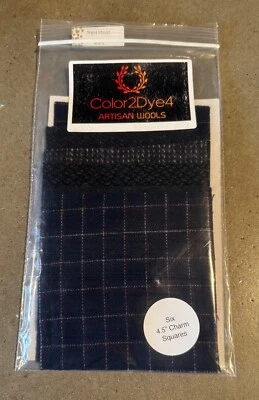 Color2Dye4
ARTISAN WOOLS
Six
4.5" Charm
Squares